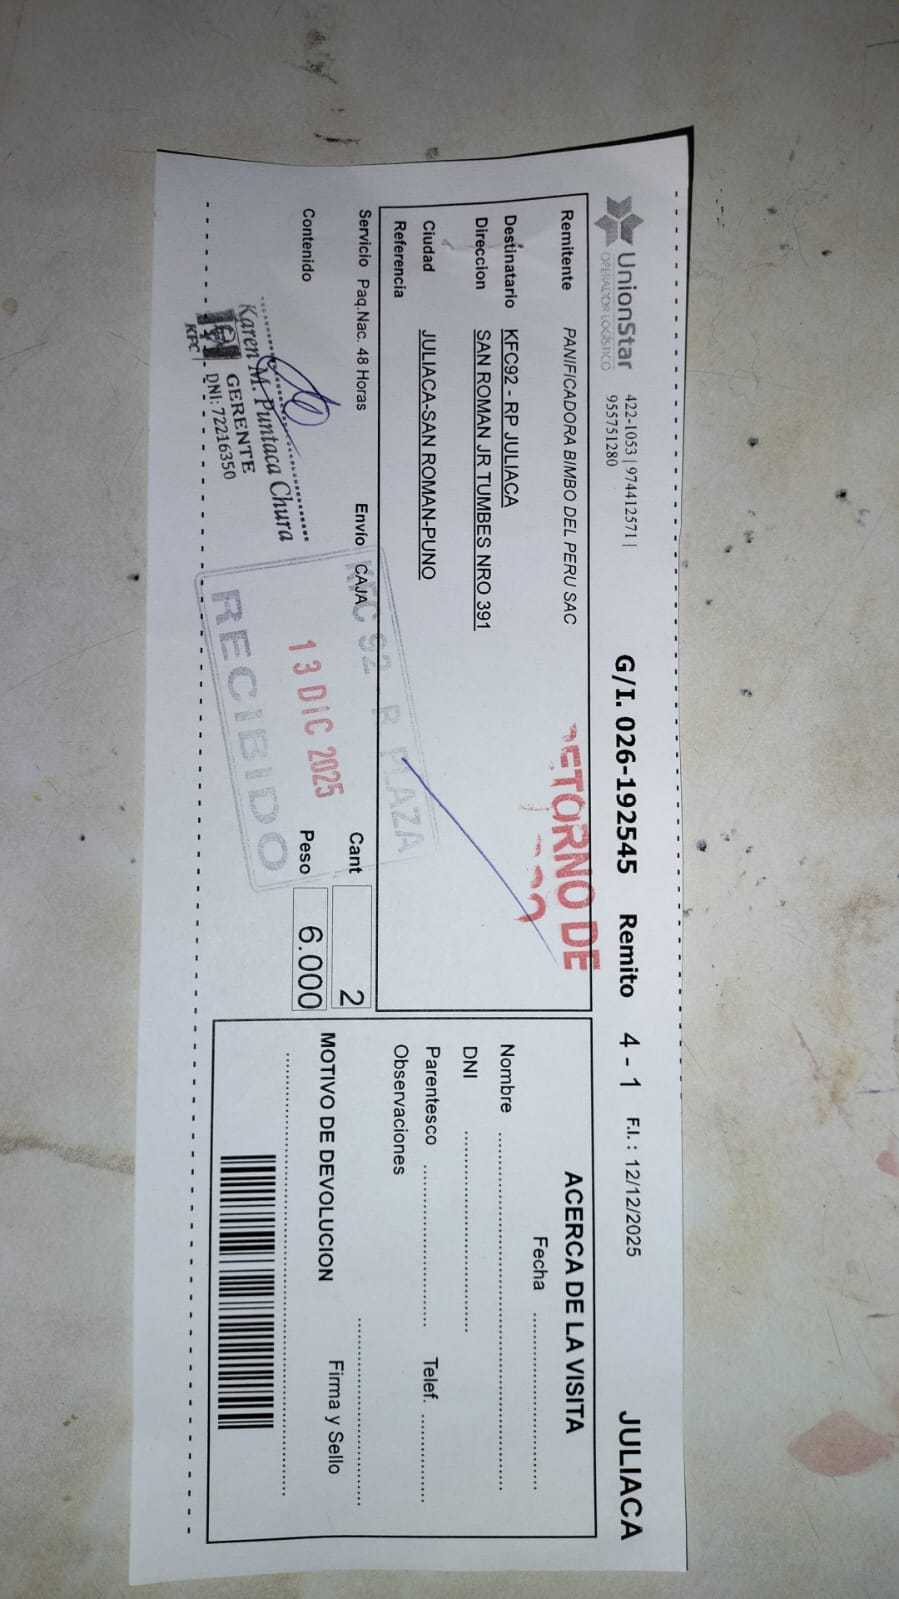 UnionStar
OPERADOR LOGÍSTICO
422-1053 | 974412571 |
955751280
G/I. 026-192545 Remito 4 - 1 F.I.: 12/12/2025 JULIACA
Remitente PANIFICADORA BIMBO DEL PERU SAC
Destinatario KFC92 - RP JULIACA
Direccion SAN ROMAN JR TUMBES NRO 391
Ciudad JULIACA-SAN ROMAN-PUNO
Referencia
RETORNO DE
Servicio Paq.Nac. 48 Horas Envío CAJA Cant 2
Contenido Peso 6.000
KFC 92 R PLAZA
13 DIC 2025
RECIBIDO
Karen M. Puntaca Chura
GERENTE
DNI: 72216350
KFC
ACERCA DE LA VISITA
Fecha
Nombre
DNI
Parentesco Telef.
Observaciones
MOTIVO DE DEVOLUCION Firma y Sello